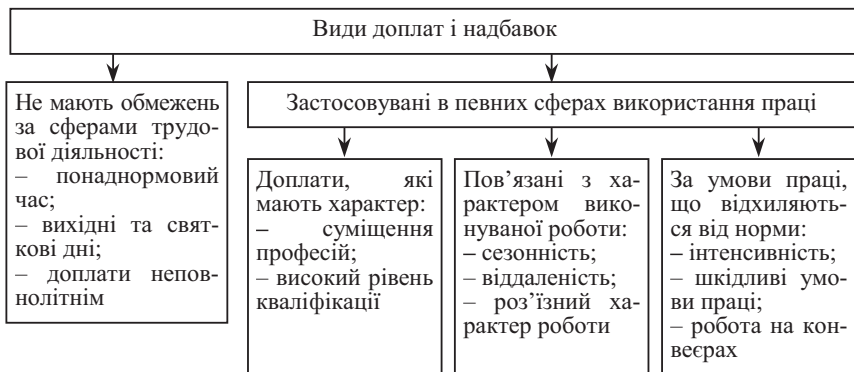 Види доплат і надбавок
Не мають обмежень
за сферами трудо-
вої діяльності:
– понаднормовий
час;
– вихідні та свят-
кові дні;
– доплати непов-
нолітнім
Застосовувані в певних сферах використання праці
Доплати, які
мають характер:
– суміщення
професій;
– високий рівень
кваліфікації
Пов’язані з ха-
рактером вико-
нуваної роботи:
– сезонність;
– віддаленість;
– роз’їзний ха-
рактер роботи
За умови праці,
що відхиляють-
ся від норми:
– інтенсивність;
– шкідливі умо-
ви праці;
– робота на кон-
веєрах